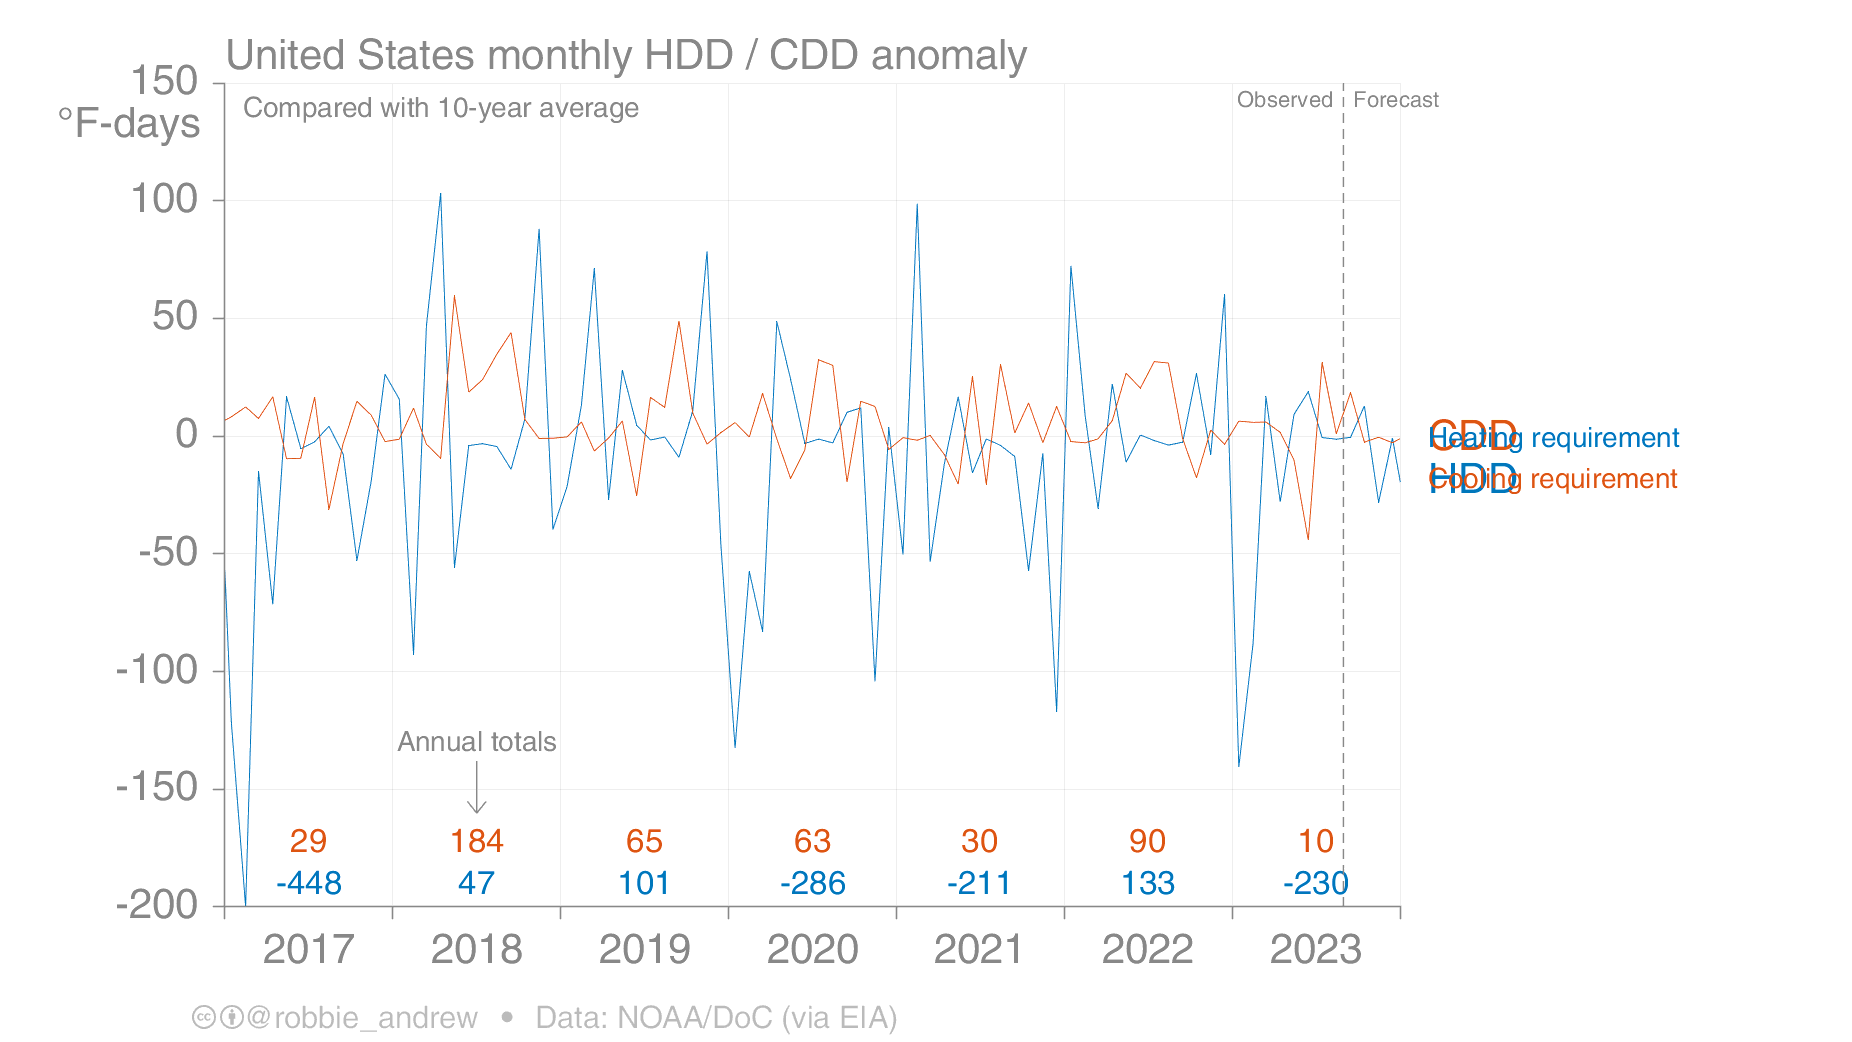 United States monthly HDD / CDD anomaly
150
°F-days
Compared with 10-year average
Observed
Forecast
100
50
0
-50
-100
-150
-200
CDD
Heating requirement
HDD
Cooling requirement
Annual totals
29 184 65 63 30 90 10
-448 47 101 -286 -211 133 -230
2017 2018 2019 2020 2021 2022 2023
@robbie_andrew • Data: NOAA/DoC (via EIA)